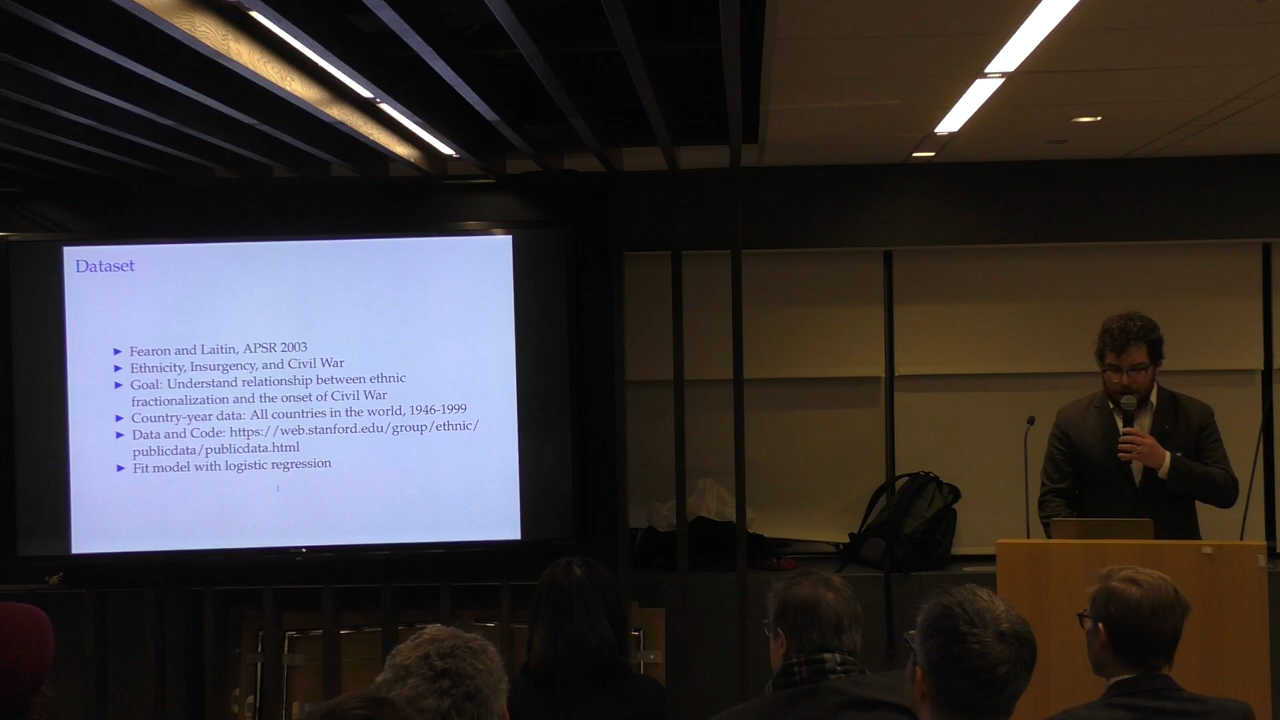 Dataset
► Fearon and Laitin, APSR 2003
► Ethnicity, Insurgency, and Civil War
► Goal: Understand relationship between ethnic
fractionalization and the onset of Civil War
► Country-year data: All countries in the world, 1946-1999
► Data and Code: https://web.stanford.edu/group/ethnic/
publicdata/publicdata.html
► Fit model with logistic regression